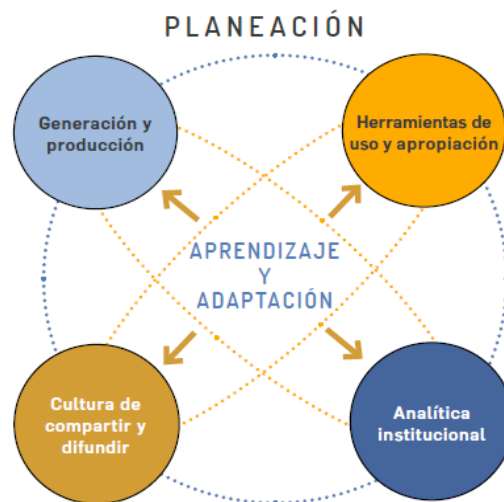 PLANEACIÓN
Generación y
producción
Herramientas de
uso y apropiación
APRENDIZAJE
Y
ADAPTACIÓN
Cultura de
compartir y
difundir
Analítica
institucional